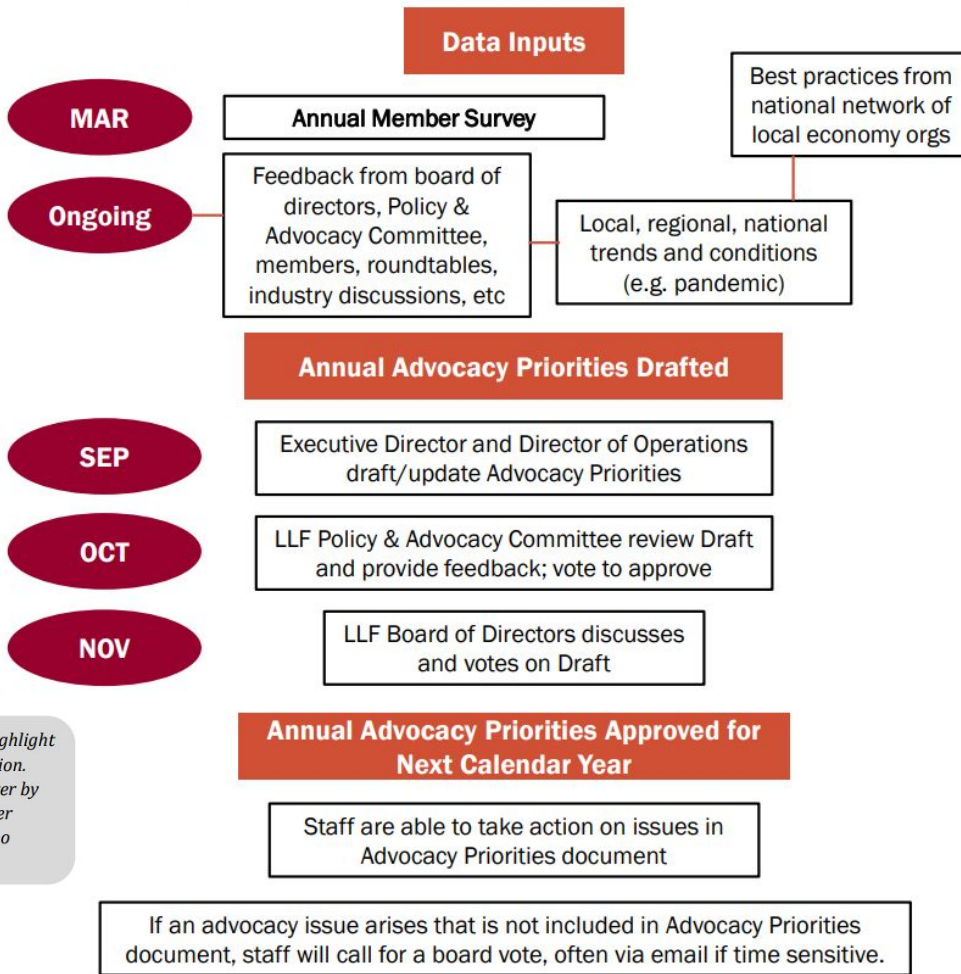 Data Inputs
Best practices from
national network of
local economy orgs
MAR
Annual Member Survey
Ongoing
Feedback from board of
directors, Policy &
Advocacy Committee,
members, roundtables,
industry discussions, etc
Local, regional, national
trends and conditions
(e.g. pandemic)
Annual Advocacy Priorities Drafted
SEP
Executive Director and Director of Operations
draft/update Advocacy Priorities
OCT
LLF Policy & Advocacy Committee review Draft
and provide feedback; vote to approve
NOV
LLF Board of Directors discusses
and votes on Draft
Annual Advocacy Priorities Approved for
Next Calendar Year
Staff are able to take action on issues in
Advocacy Priorities document
If an advocacy issue arises that is not included in Advocacy Priorities
document, staff will call for a board vote, often via email if time sensitive.
by